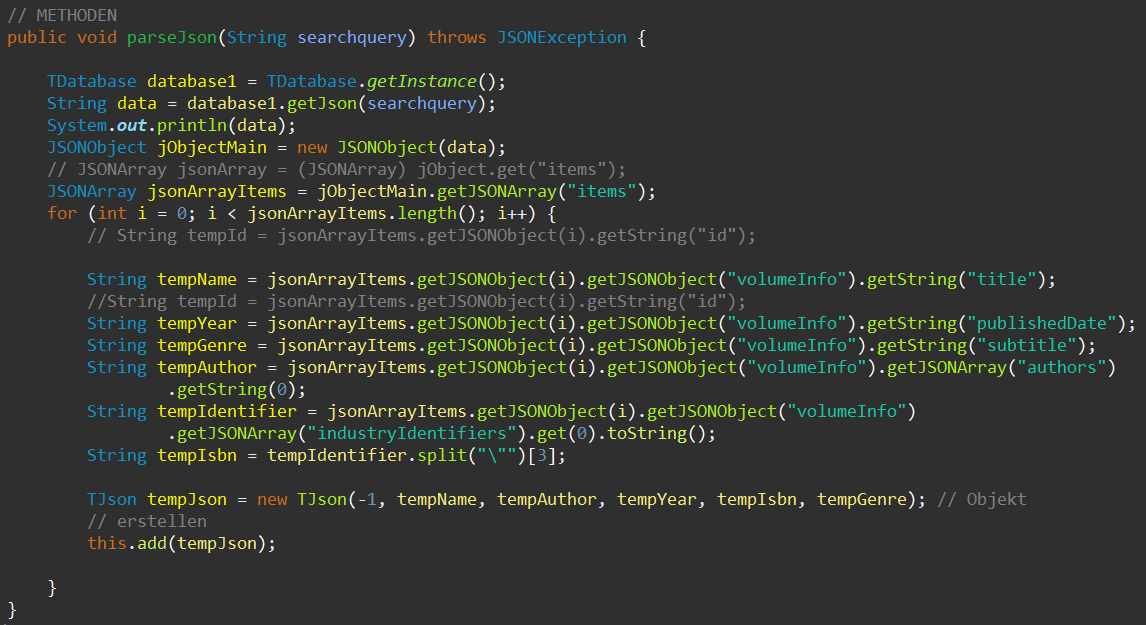 // METHODEN
public void parseJson(String searchquery) throws JSONException {
TDatabase database1 = TDatabase.getInstance();
String data = database1.getJson(searchquery);
System.out.println(data);
JSONObject jObjectMain = new JSONObject(data);
// JSONArray jsonArray = (JSONArray) jObject.get("items");
JSONArray jsonArrayItems = jObjectMain.getJSONArray("items");
for (int i = 0; i < jsonArrayItems.length(); i++) {
// String tempId = jsonArrayItems.getJSONObject(i).getString("id");
String tempName = jsonArrayItems.getJSONObject(i).getJSONObject("volumeInfo").getString("title");
//String tempId = jsonArrayItems.getJSONObject(i).getString("id");
String tempYear = jsonArrayItems.getJSONObject(i).getJSONObject("volumeInfo").getString("publishedDate");
String tempGenre = jsonArrayItems.getJSONObject(i).getJSONObject("volumeInfo").getString("subtitle");
String tempAuthor = jsonArrayItems.getJSONObject(i).getJSONObject("volumeInfo").getJSONArray("authors")
.getString(0);
String tempIdentifier = jsonArrayItems.getJSONObject(i).getJSONObject("volumeInfo")
.getJSONArray("industryIdentifiers").get(0).toString();
String tempIsbn = tempIdentifier.split("\"")[3];
TJson tempJson = new TJson(-1, tempName, tempAuthor, tempYear, tempIsbn, tempGenre); // Objekt
// erstellen
this.add(tempJson);
}
}